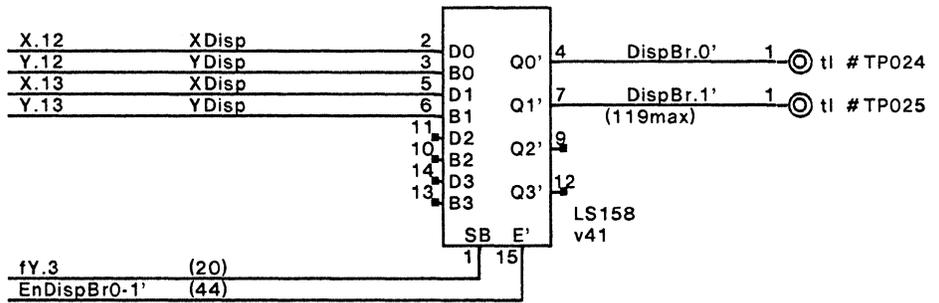 X.12 XDisp 2 D0 Q0' 4 DispBr.0' 1 tl #TP024
Y.12 YDisp 3 B0
X.13 XDisp 5 D1 Q1' 7 DispBr.1' 1 tl #TP025
Y.13 YDisp 6 B1 (119max)
11 D2 Q2' 9
10 B2
14 D3 Q3' 12
13 B3
LS158
SB E' v41
1 15
fY.3 (20)
EnDispBr0-1' (44)